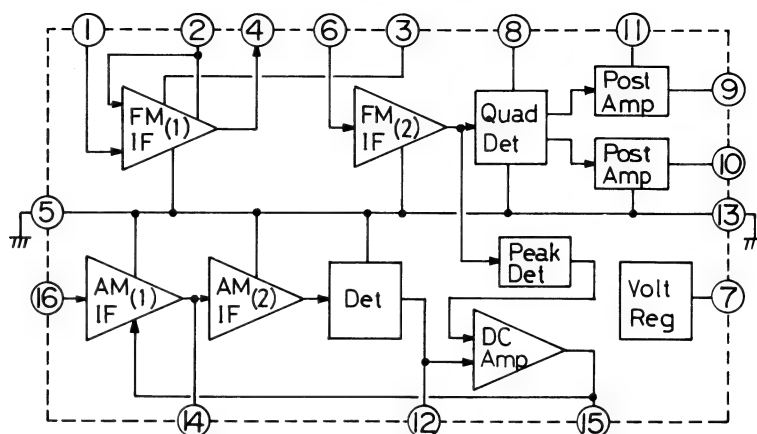 1 2 4 6 3 8 11
FM(1)
IF
FM(2)
IF
Quad
Det
Post
Amp
9
Post
Amp
10
5
13
16
AM(1)
IF
AM(2)
IF
Det
Peak
Det
DC
Amp
Volt
Reg
7
14
12
15